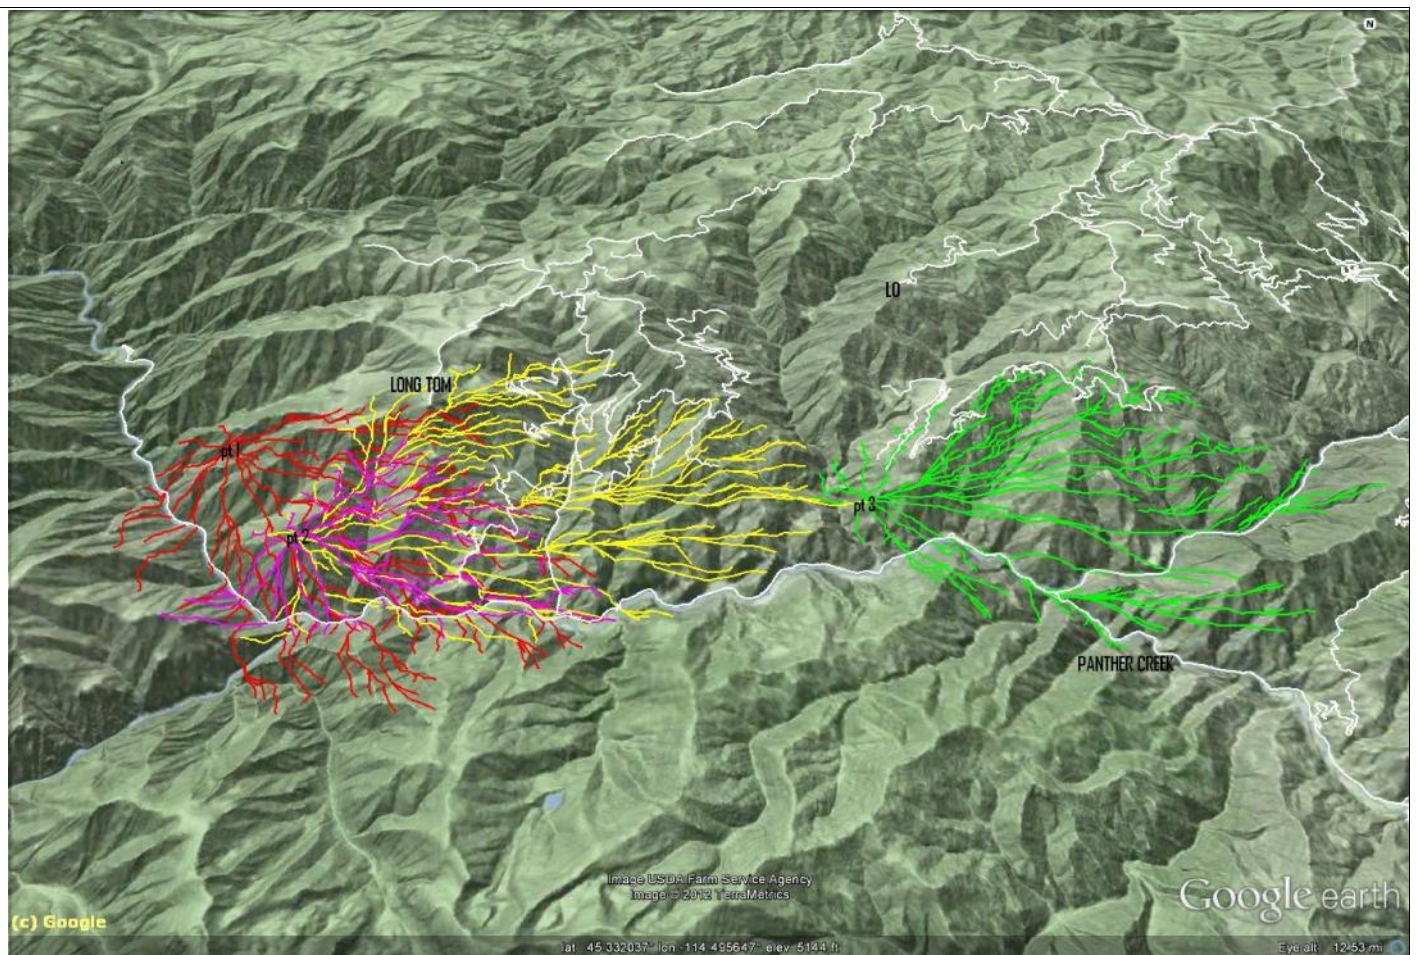 N
LO
LONG TOM
pt 1
pt 3
pt 2
PANTHER CREEK
Image USDA Farm Service Agency
Image © 2012 TerraMetrics
Google earth
(c) Google
lat 45.332037° lon -114.495647° elev 5144 ft
Eye alt 12.53 mi